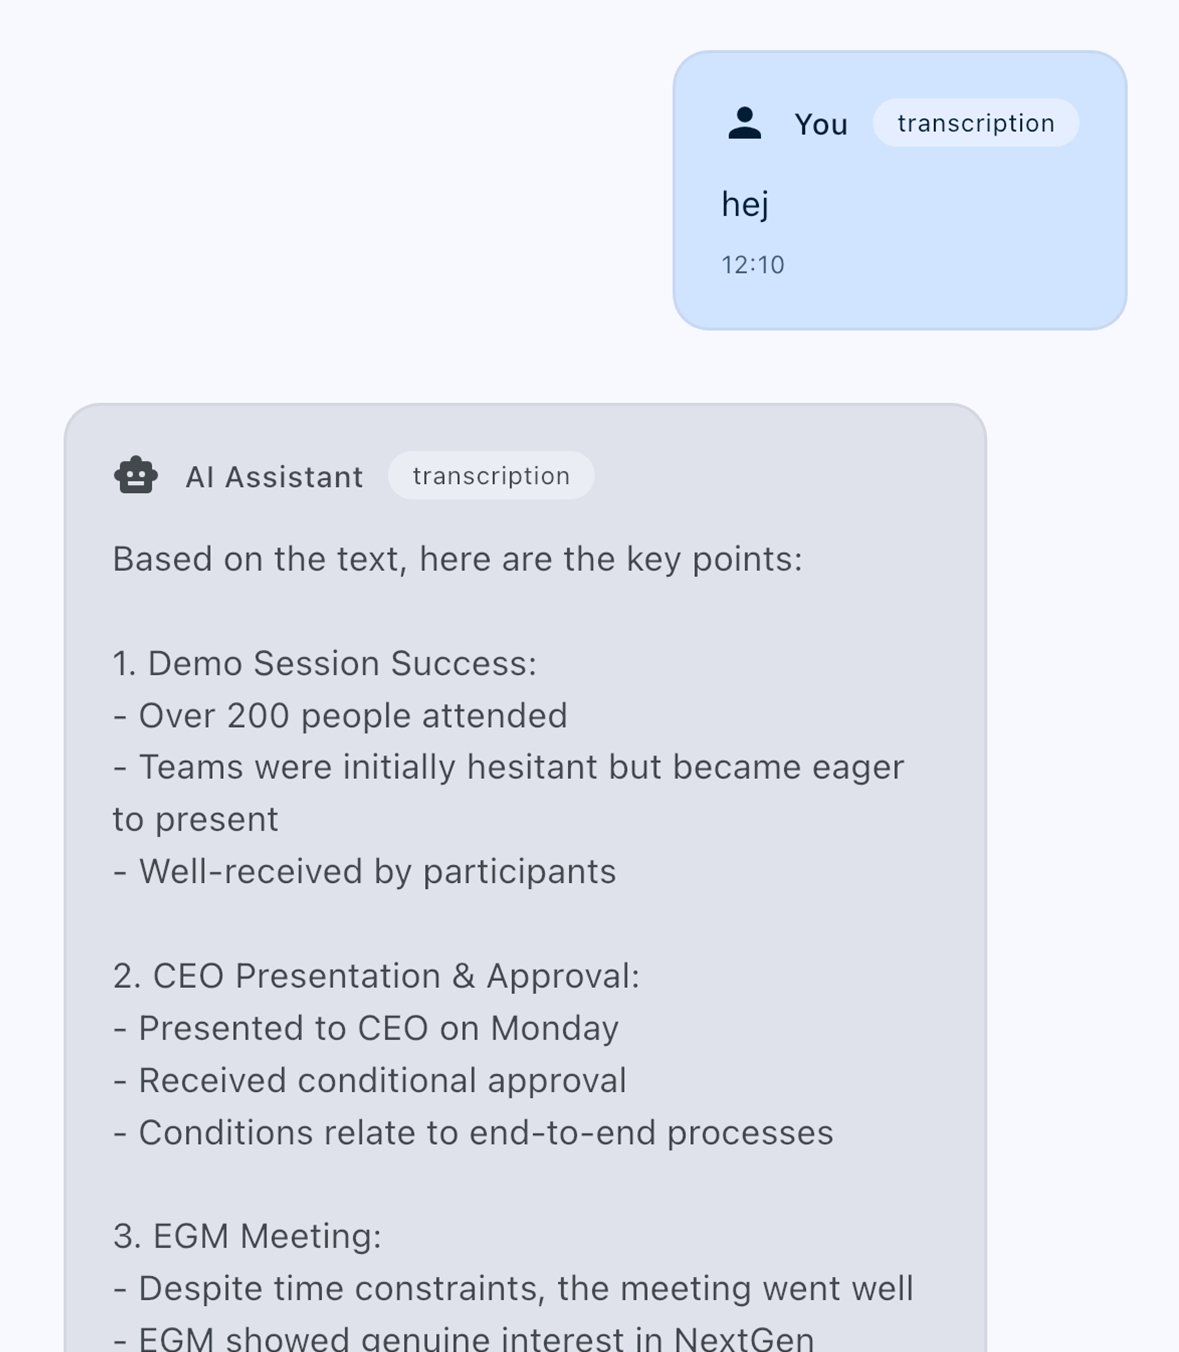 You transcription
hej
12:10
AI Assistant transcription
Based on the text, here are the key points:
1. Demo Session Success:
- Over 200 people attended
- Teams were initially hesitant but became eager
to present
- Well-received by participants
2. CEO Presentation & Approval:
- Presented to CEO on Monday
- Received conditional approval
- Conditions relate to end-to-end processes
3. EGM Meeting:
- Despite time constraints, the meeting went well
- EGM showed genuine interest in NextGen